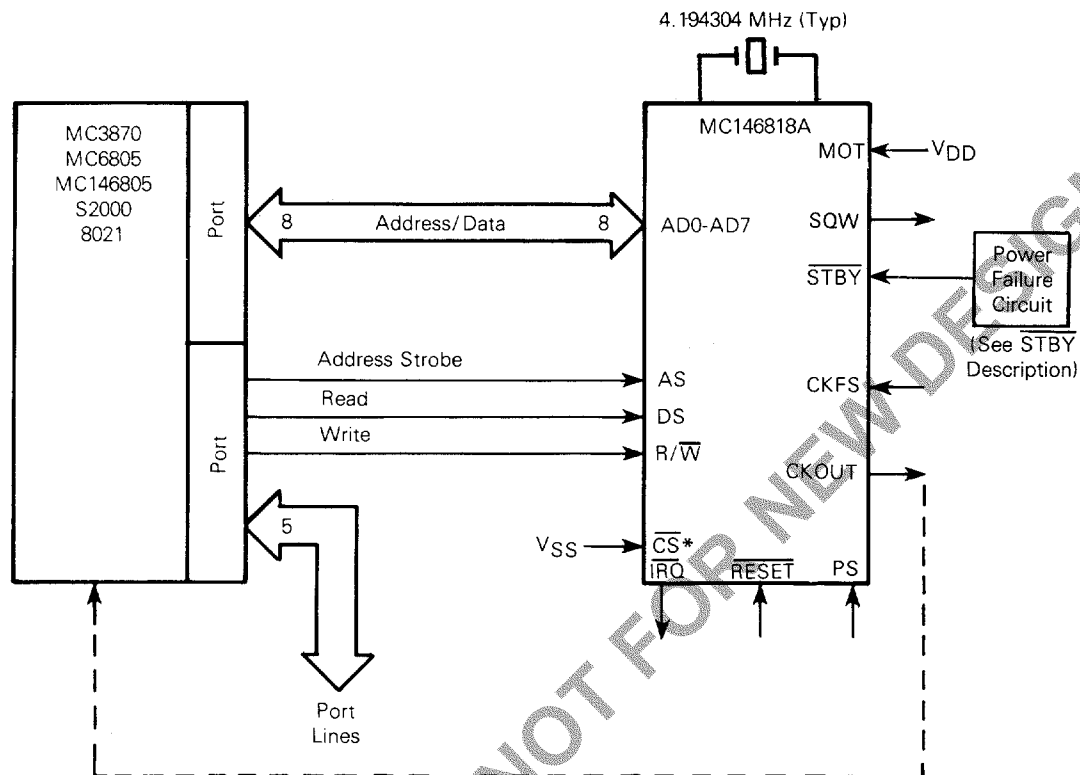 4.194304 MHz (Typ)
MC3870
MC6805
MC146805
S2000
8021
Port
8 Address/Data 8
Port
Address Strobe
Read
Write
5
Port
Lines
MC146818A
MOT
VDD
AD0-AD7
SQW
STBY
Power
Failure
Circuit
(See STBY
Description)
AS
CKFS
DS
R/W
CKOUT
VSS
CS*
IRQ
RESET
PS
NOT FOR NEW DESIG